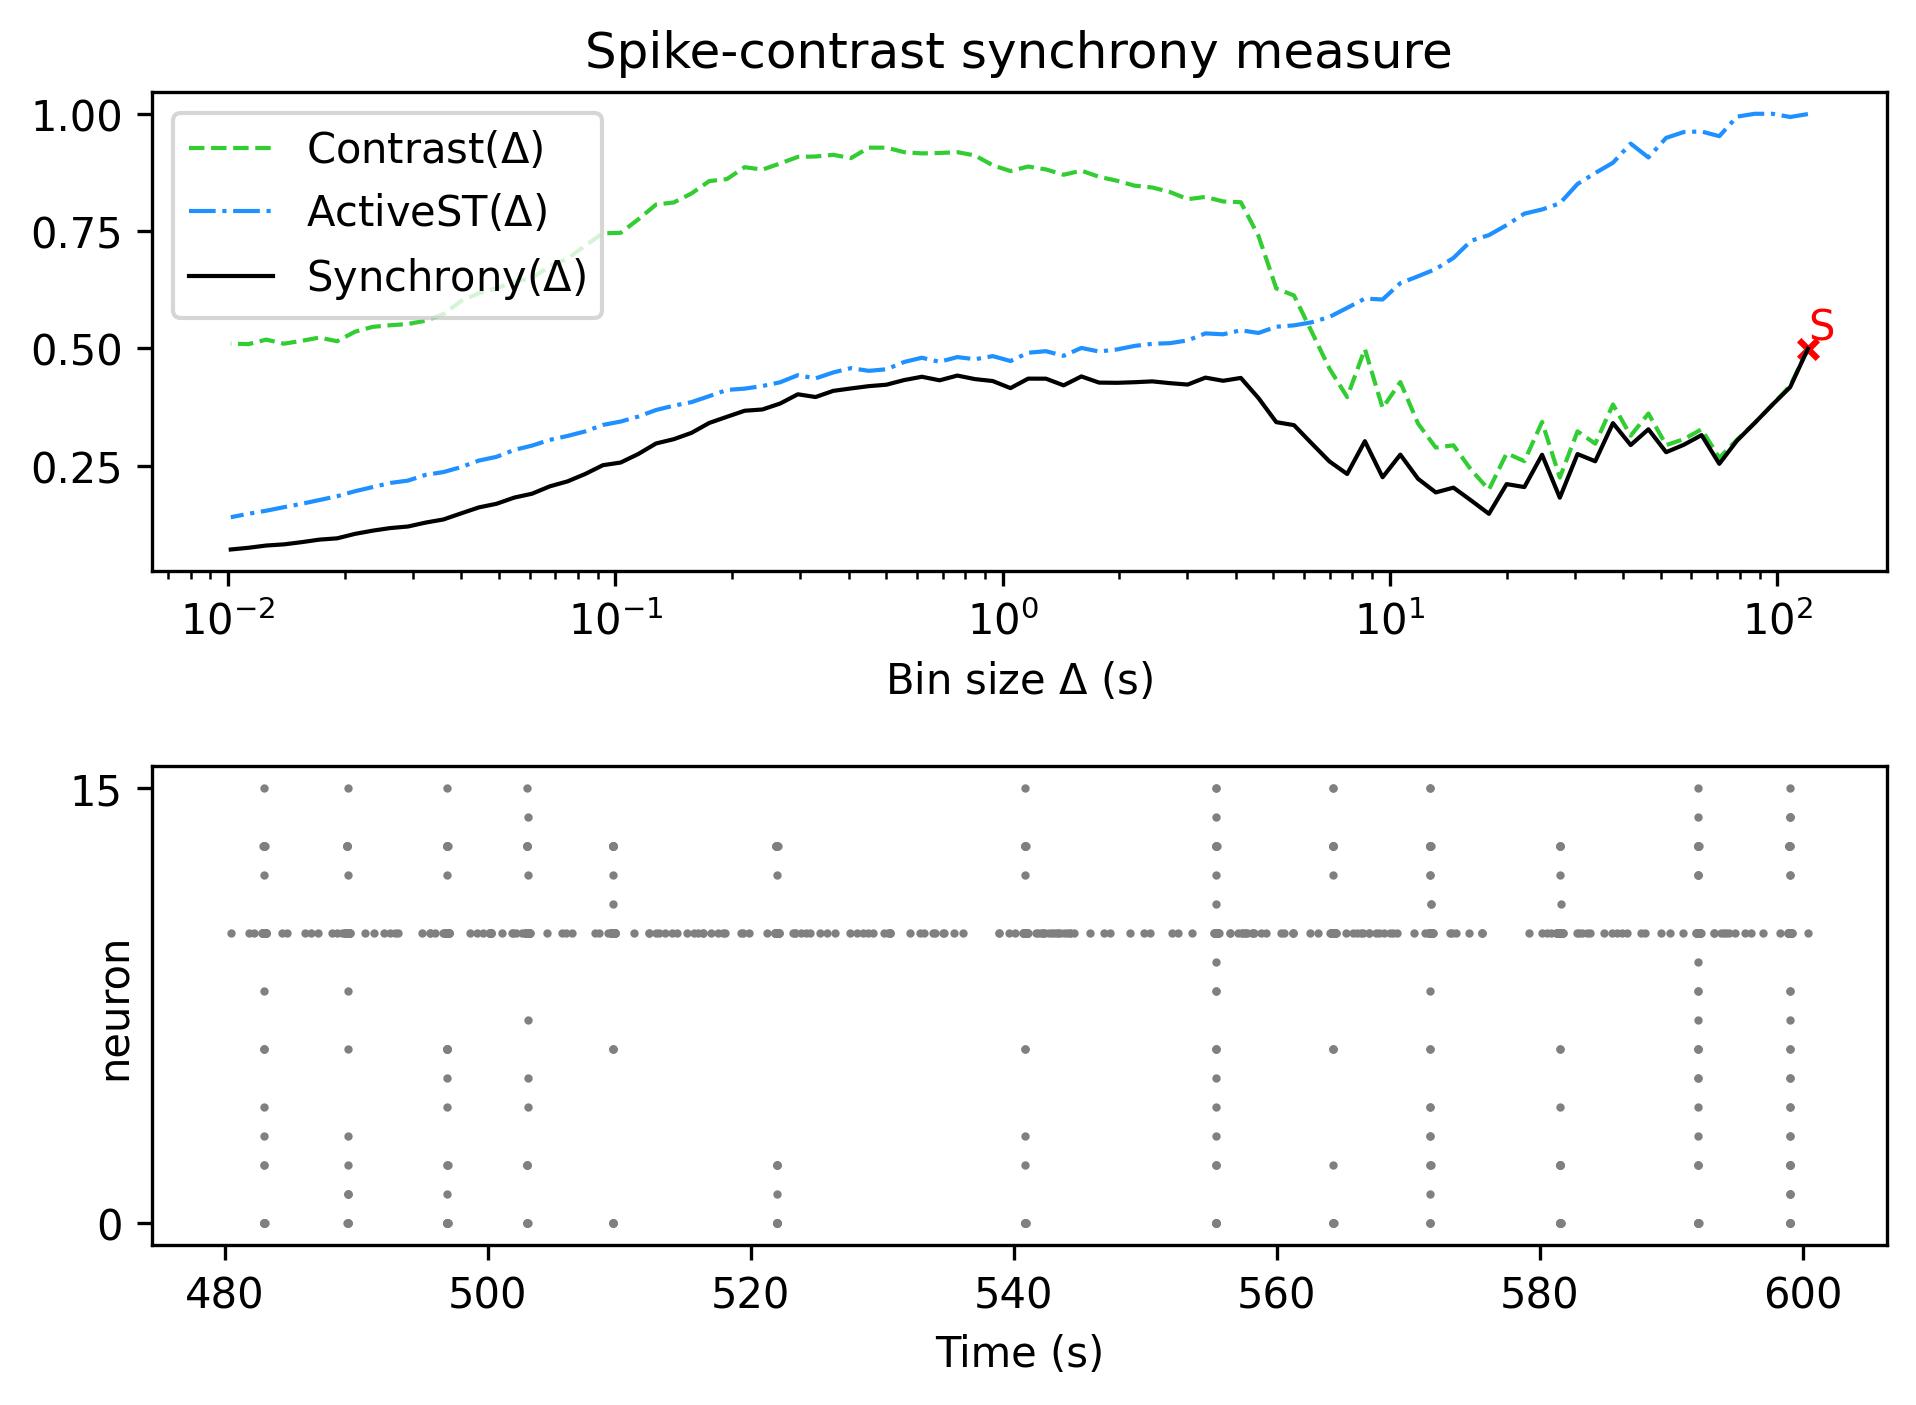 Spike-contrast synchrony measure
1.00
0.75
0.50
0.25
Contrast(Δ)
ActiveST(Δ)
Synchrony(Δ)
S
10⁻² 10⁻¹ 10⁰ 10¹ 10²
Bin size Δ (s)
15
0
neuron
480 500 520 540 560 580 600
Time (s)